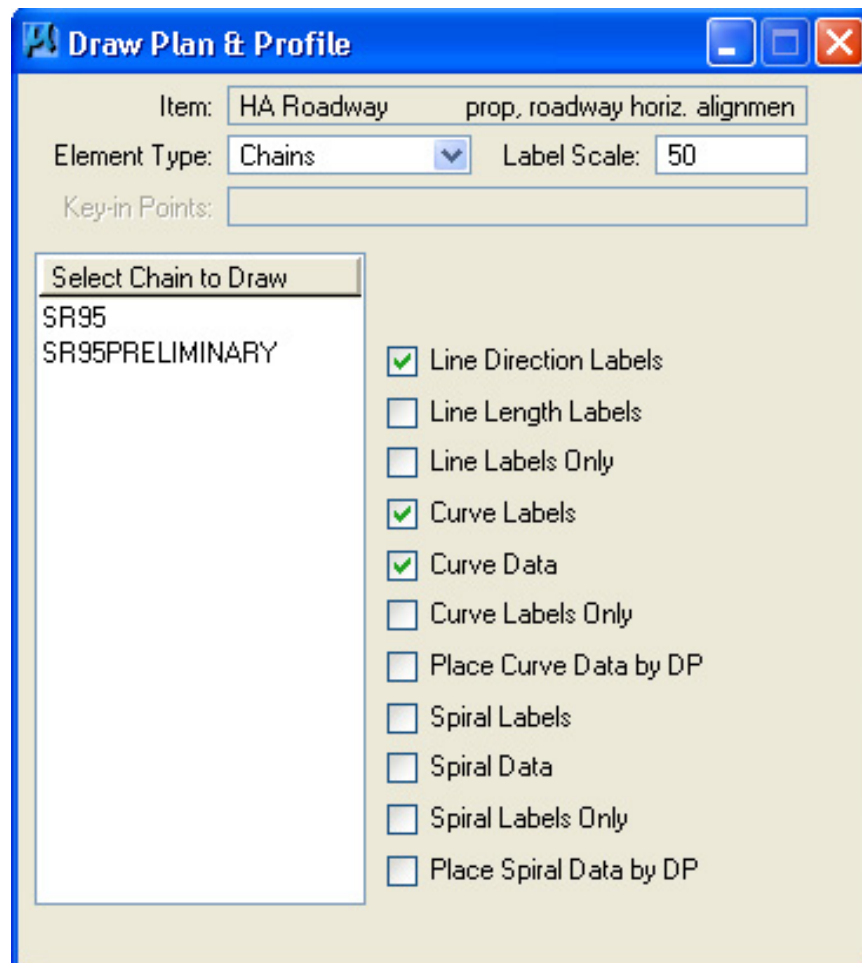 Draw Plan & Profile
Item: HA Roadway prop, roadway horiz. alignmen
Element Type: Chains Label Scale: 50
Key-in Points:
Select Chain to Draw
SR95
SR95PRELIMINARY
Line Direction Labels
Line Length Labels
Line Labels Only
Curve Labels
Curve Data
Curve Labels Only
Place Curve Data by DP
Spiral Labels
Spiral Data
Spiral Labels Only
Place Spiral Data by DP